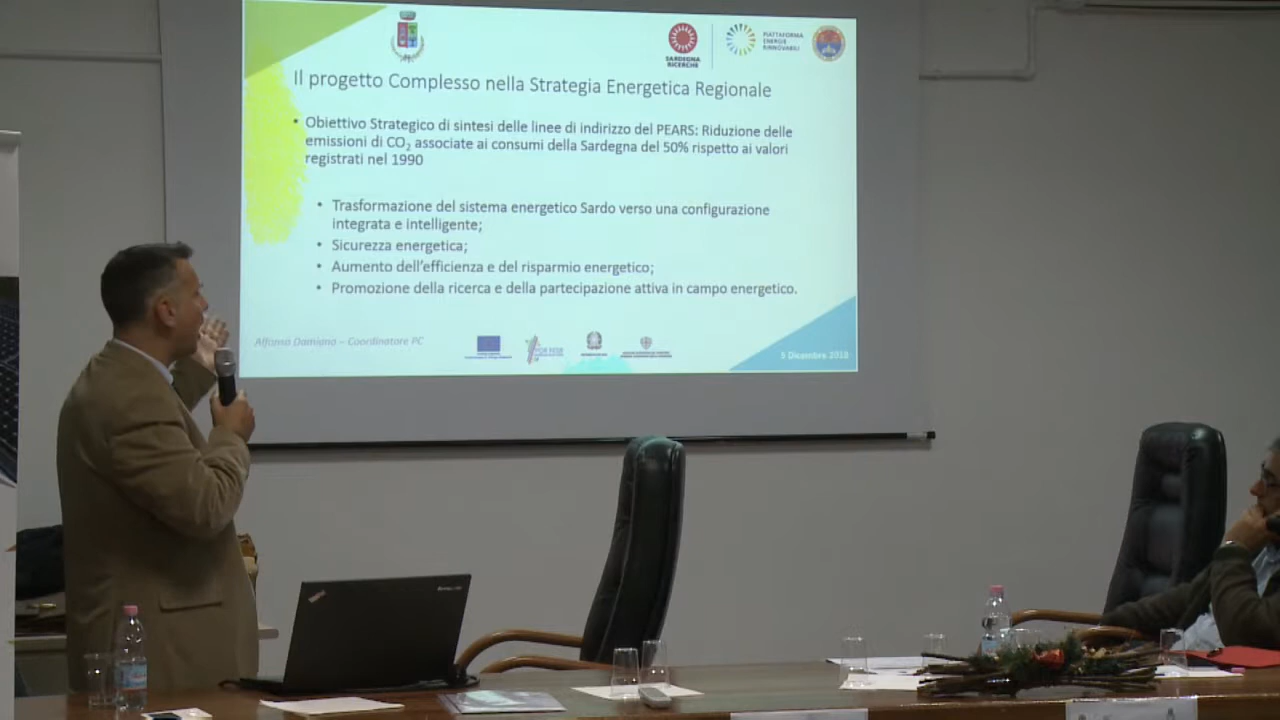 SARDEGNA
RICERCHE
PIATTAFORMA
ENERGIE
RINNOVABILI
Il progetto Complesso nella Strategia Energetica Regionale
• Obiettivo Strategico di sintesi delle linee di indirizzo del PEARS: Riduzione delle
emissioni di CO₂ associate ai consumi della Sardegna del 50% rispetto ai valori
registrati nel 1990
• Trasformazione del sistema energetico Sardo verso una configurazione
integrata e intelligente;
• Sicurezza energetica;
• Aumento dell'efficienza e del risparmio energetico;
• Promozione della ricerca e della partecipazione attiva in campo energetico.
Alfonso Damiano – Coordinatore PC
POR FESR
3 Dicembre 2018